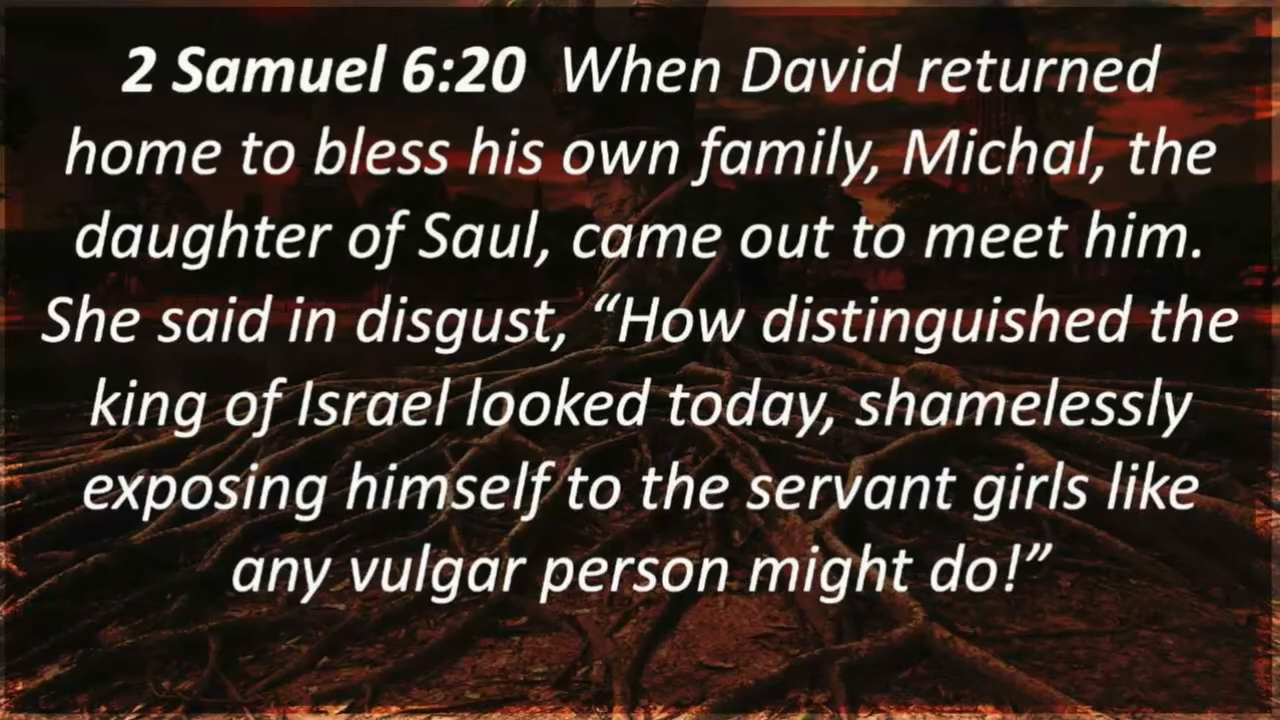 2 Samuel 6:20 When David returned
home to bless his own family, Michal, the
daughter of Saul, came out to meet him.
She said in disgust, “How distinguished the
king of Israel looked today, shamelessly
exposing himself to the servant girls like
any vulgar person might do!”